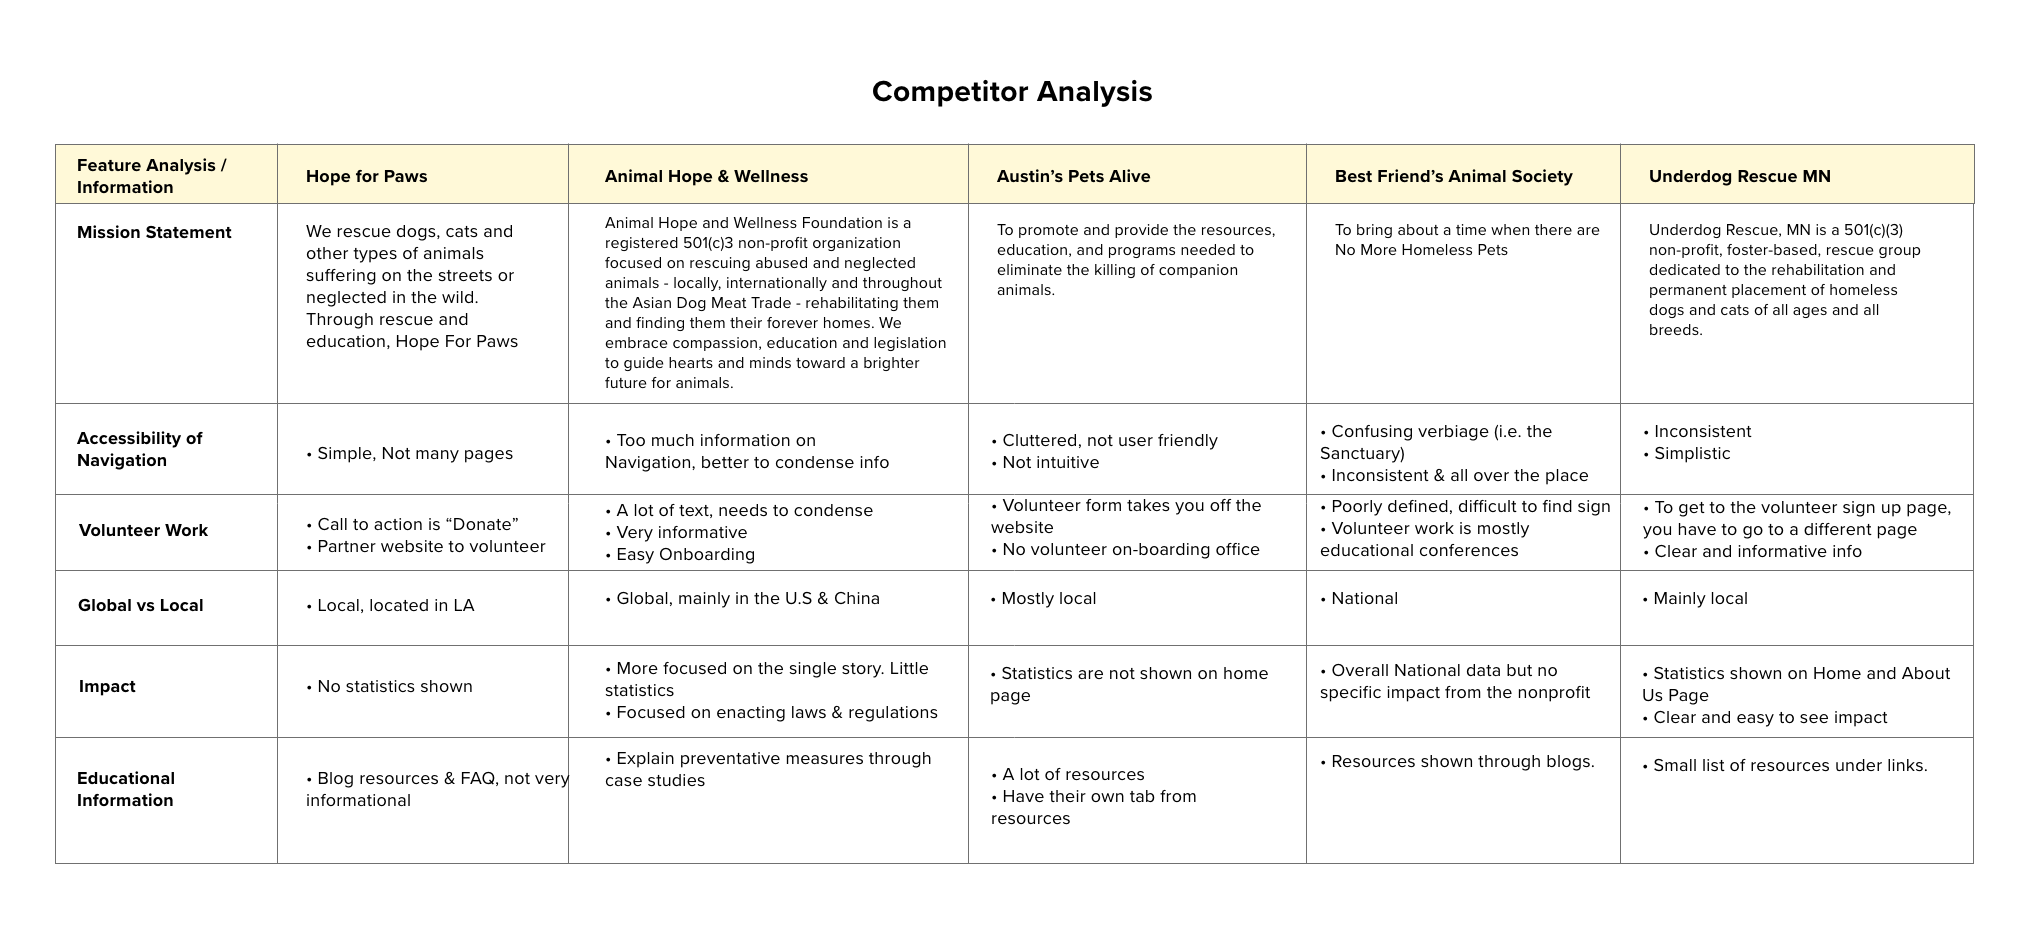 Competitor Analysis
Feature Analysis /
Information
Hope for Paws
Animal Hope & Wellness
Austin’s Pets Alive
Best Friend’s Animal Society
Underdog Rescue MN
Mission Statement
We rescue dogs, cats and
other types of animals
suffering on the streets or
neglected in the wild.
Through rescue and
education, Hope For Paws
Animal Hope and Wellness Foundation is a
registered 501(c)3 non-profit organization
focused on rescuing abused and neglected
animals - locally, internationally and throughout
the Asian Dog Meat Trade - rehabilitating them
and finding them their forever homes. We
embrace compassion, education and legislation
to guide hearts and minds toward a brighter
future for animals.
To promote and provide the resources,
education, and programs needed to
eliminate the killing of companion
animals.
To bring about a time when there are
No More Homeless Pets
Underdog Rescue, MN is a 501(c)(3)
non-profit, foster-based, rescue group
dedicated to the rehabilitation and
permanent placement of homeless
dogs and cats of all ages and all
breeds.
Accessibility of
Navigation
• Simple, Not many pages
• Too much information on
Navigation, better to condense info
• Cluttered, not user friendly
• Not intuitive
• Confusing verbiage (i.e. the
Sanctuary)
• Inconsistent & all over the place
• Inconsistent
• Simplistic
Volunteer Work
• Call to action is “Donate”
• Partner website to volunteer
• A lot of text, needs to condense
• Very informative
• Easy Onboarding
• Volunteer form takes you off the
website
• No volunteer on-boarding office
• Poorly defined, difficult to find sign
• Volunteer work is mostly
educational conferences
• To get to the volunteer sign up page,
you have to go to a different page
• Clear and informative info
Global vs Local
• Local, located in LA
• Global, mainly in the U.S & China
• Mostly local
• National
• Mainly local
Impact
• No statistics shown
• More focused on the single story. Little
statistics
• Focused on enacting laws & regulations
• Statistics are not shown on home
page
• Overall National data but no
specific impact from the nonprofit
• Statistics shown on Home and About
Us Page
• Clear and easy to see impact
Educational
Information
• Blog resources & FAQ, not very
informational
• Explain preventative measures through
case studies
• A lot of resources
• Have their own tab from
resources
• Resources shown through blogs.
• Small list of resources under links.